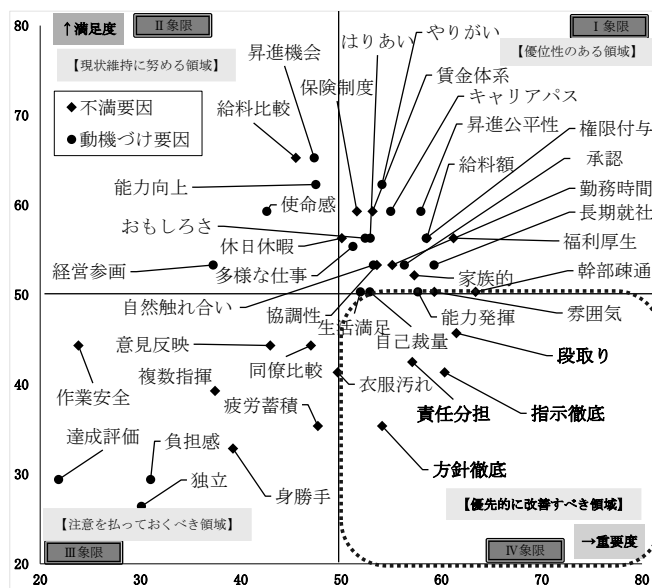 80
70
60
50
40
30
20
↑満足度
Ⅱ象限
Ⅰ象限
【現状維持に努める領域】
【優位性のある領域】
◆ 不満要因
● 動機づけ要因
昇進機会
保険制度
はりあい
やりがい
賃金体系
キャリアパス
給料比較
昇進公平性
権限付与
承認
給料額
勤務時間
能力向上
使命感
長期就社
おもしろさ
休日休暇
福利厚生
経営参画
多様な仕事
家族的
幹部疎通
自然触れ合い
協調性
生活満足
能力発揮
雰囲気
自己裁量
意見反映
同僚比較
段取り
作業安全
複数指揮
衣服汚れ
責任分担
指示徹底
疲労蓄積
達成評価
負担感
独立
身勝手
方針徹底
【優先的に改善すべき領域】
【注意を払っておくべき領域】
Ⅲ象限
Ⅳ象限
→重要度
20 30 40 50 60 70 80